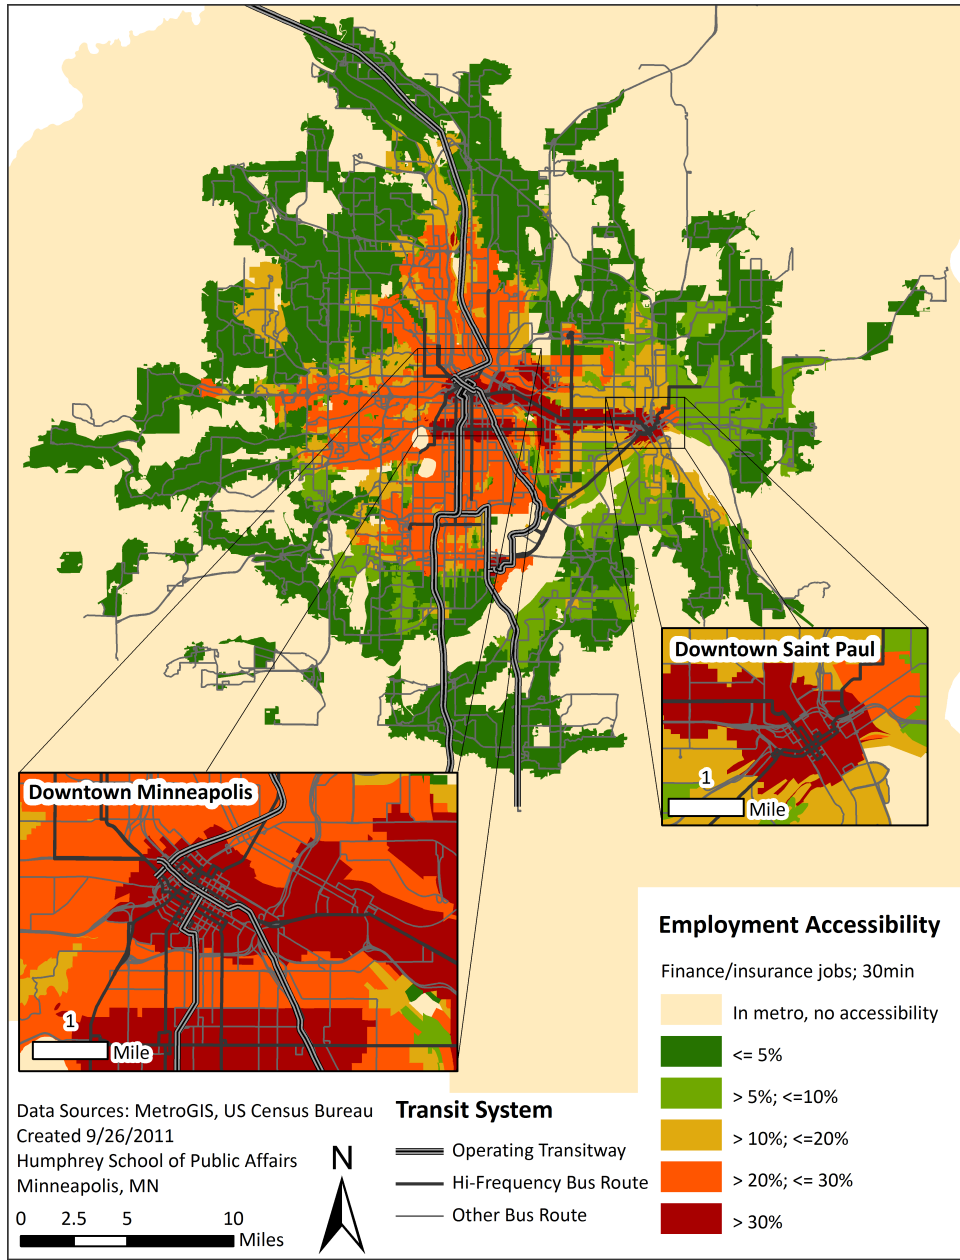 Downtown Saint Paul
1
Mile
Downtown Minneapolis
1
Mile
Employment Accessibility
Finance/insurance jobs; 30min
In metro, no accessibility
<= 5%
> 5%; <=10%
> 10%; <=20%
> 20%; <= 30%
> 30%
Data Sources: MetroGIS, US Census Bureau
Created 9/26/2011
Humphrey School of Public Affairs
Minneapolis, MN
0 2.5 5 10
Miles
N
Transit System
Operating Transitway
Hi-Frequency Bus Route
Other Bus Route